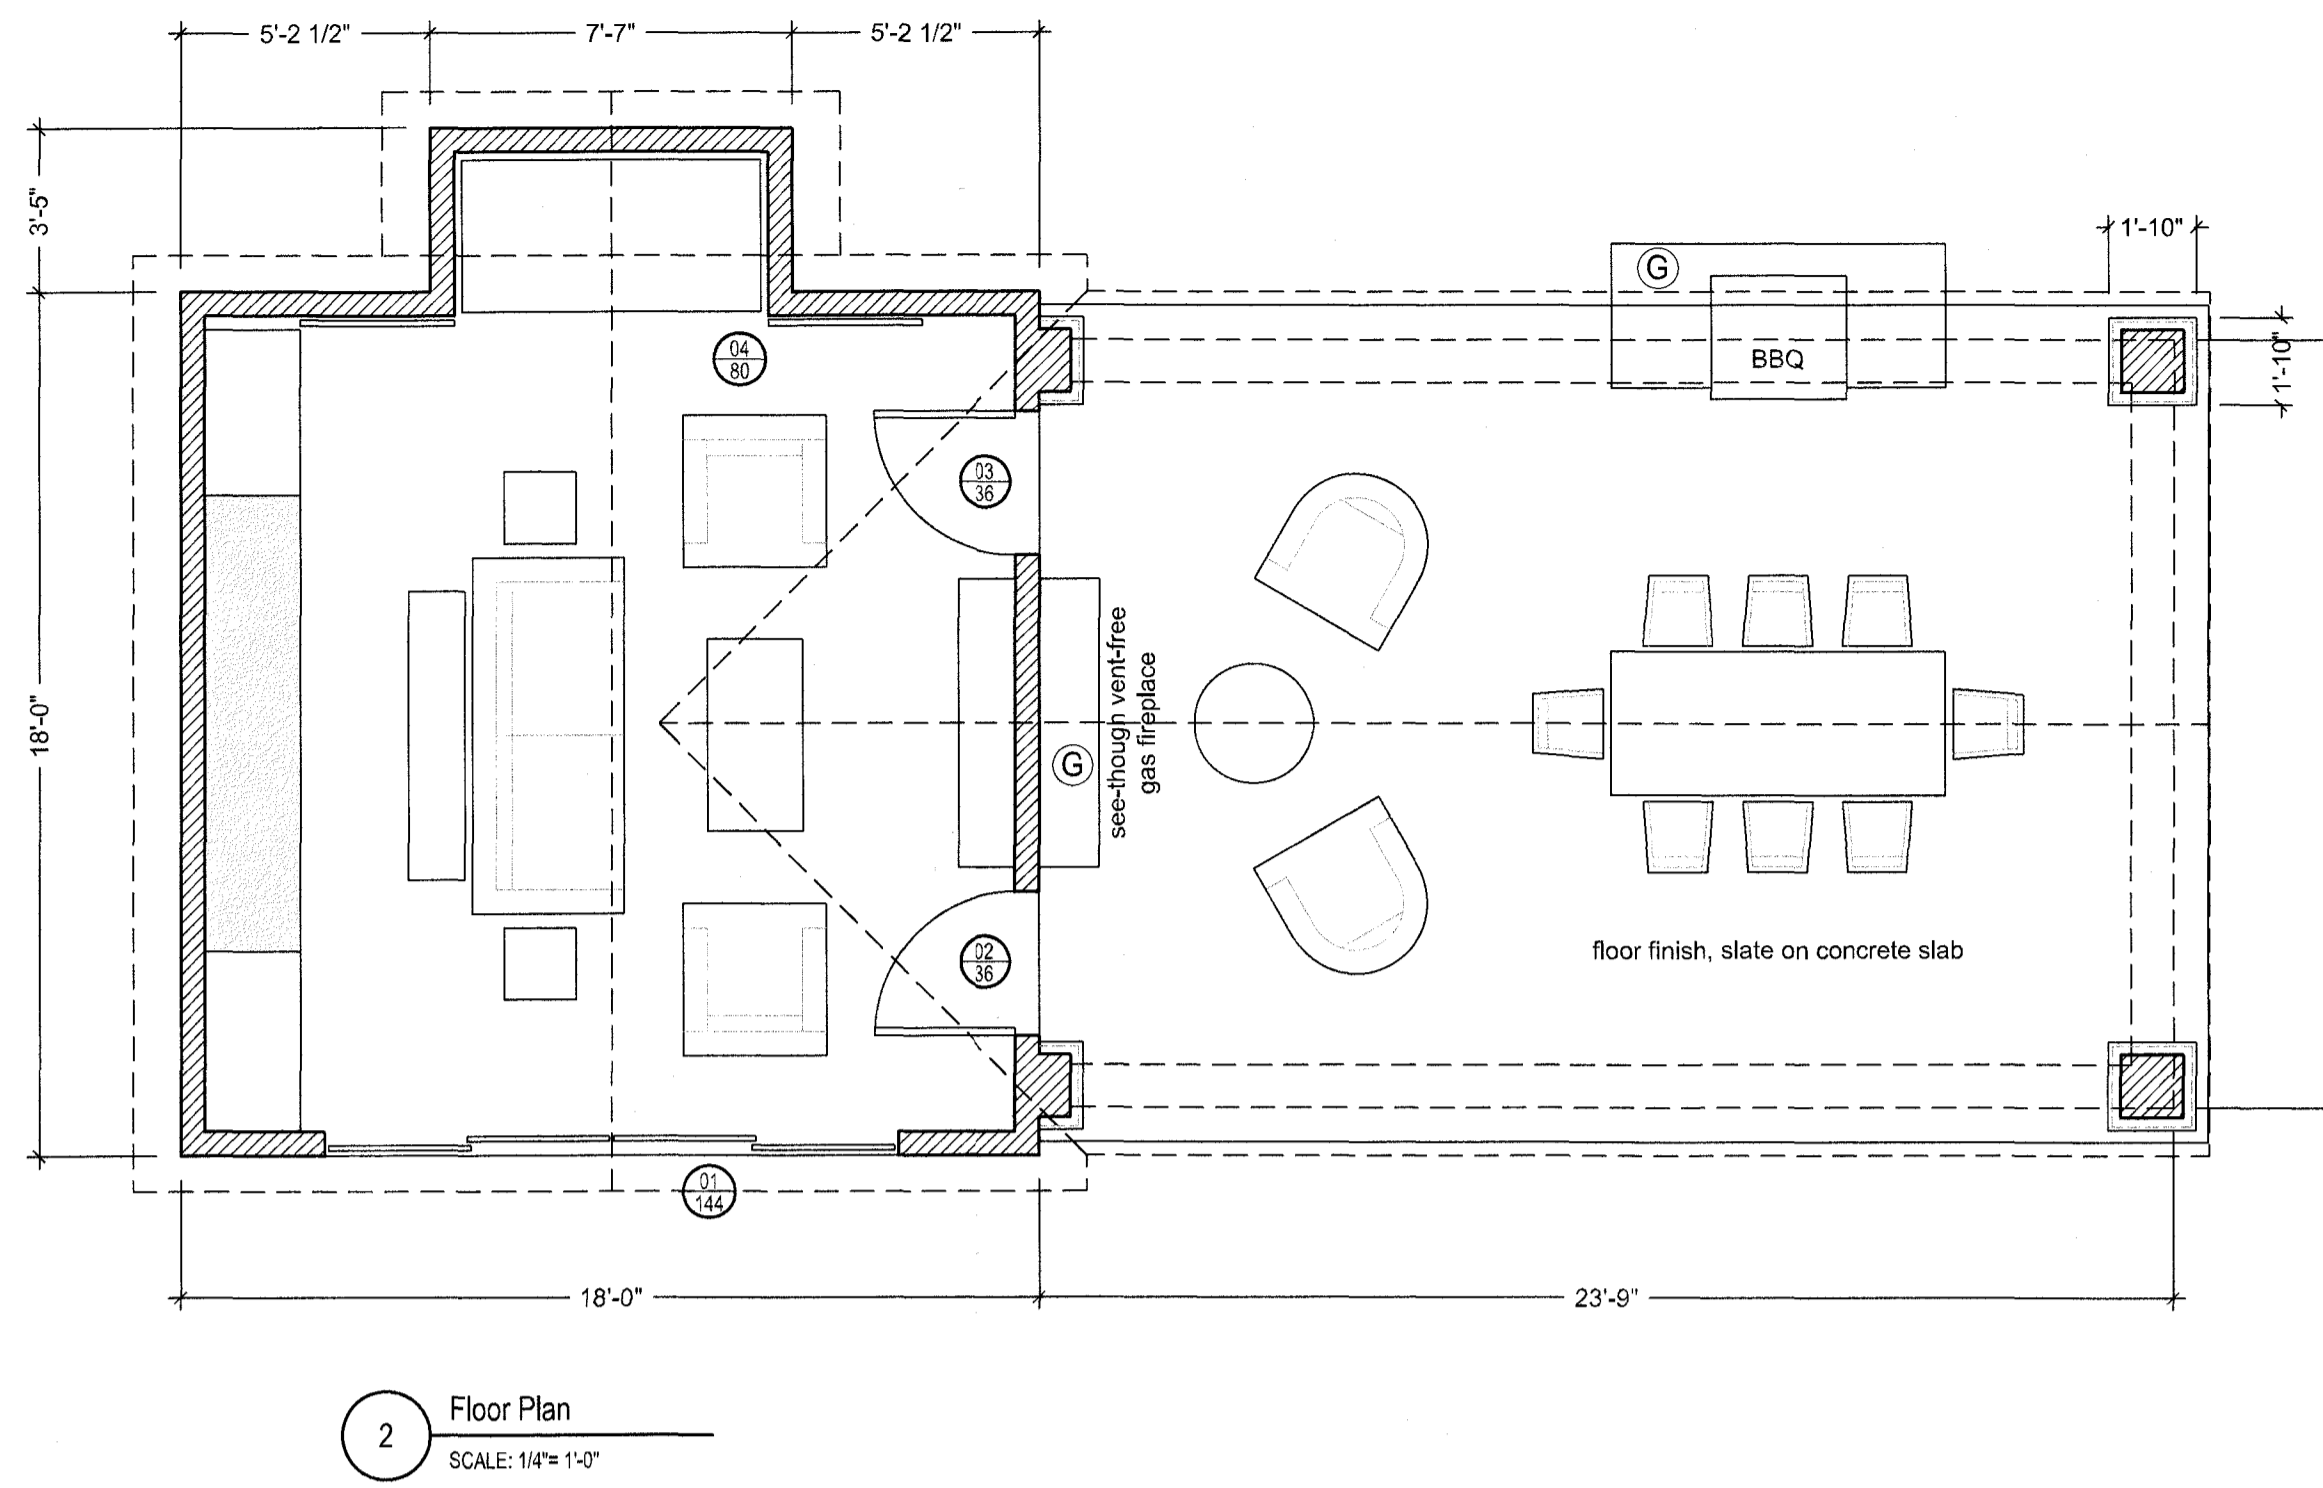 5'-2 1/2"
7'-7"
5'-2 1/2"
3'-5"
1'-10"
G
BBQ
1'-10"
04
80
03
36
see-though vent-free
gas fireplace
18'-0"
G
02
36
floor finish, slate on concrete slab
01
144
18'-0"
23'-9"
2
Floor Plan
SCALE: 1/4"= 1'-0"